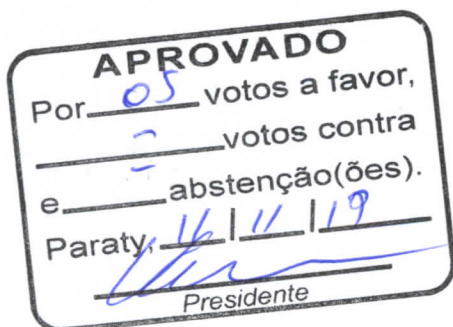 APROVADO
Por 05 votos a favor,
- votos contra
e - abstenção(ões).
Paraty, 16 / 11 / 19
Presidente